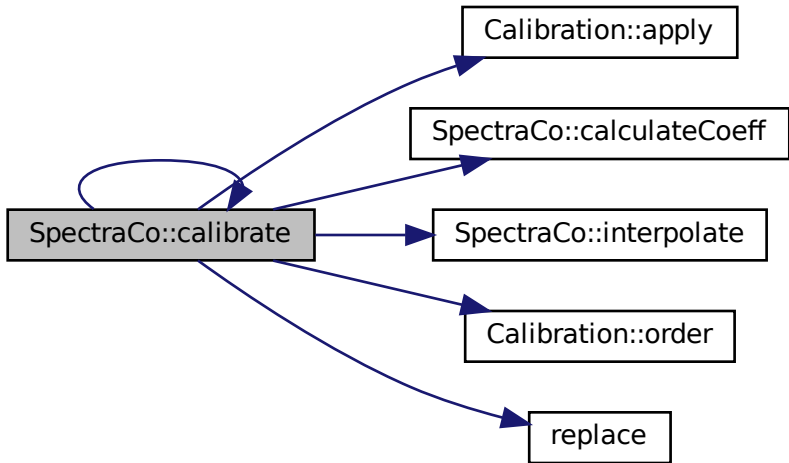 Calibration::apply
SpectraCo::calculateCoeff
SpectraCo::calibrate
SpectraCo::interpolate
Calibration::order
replace